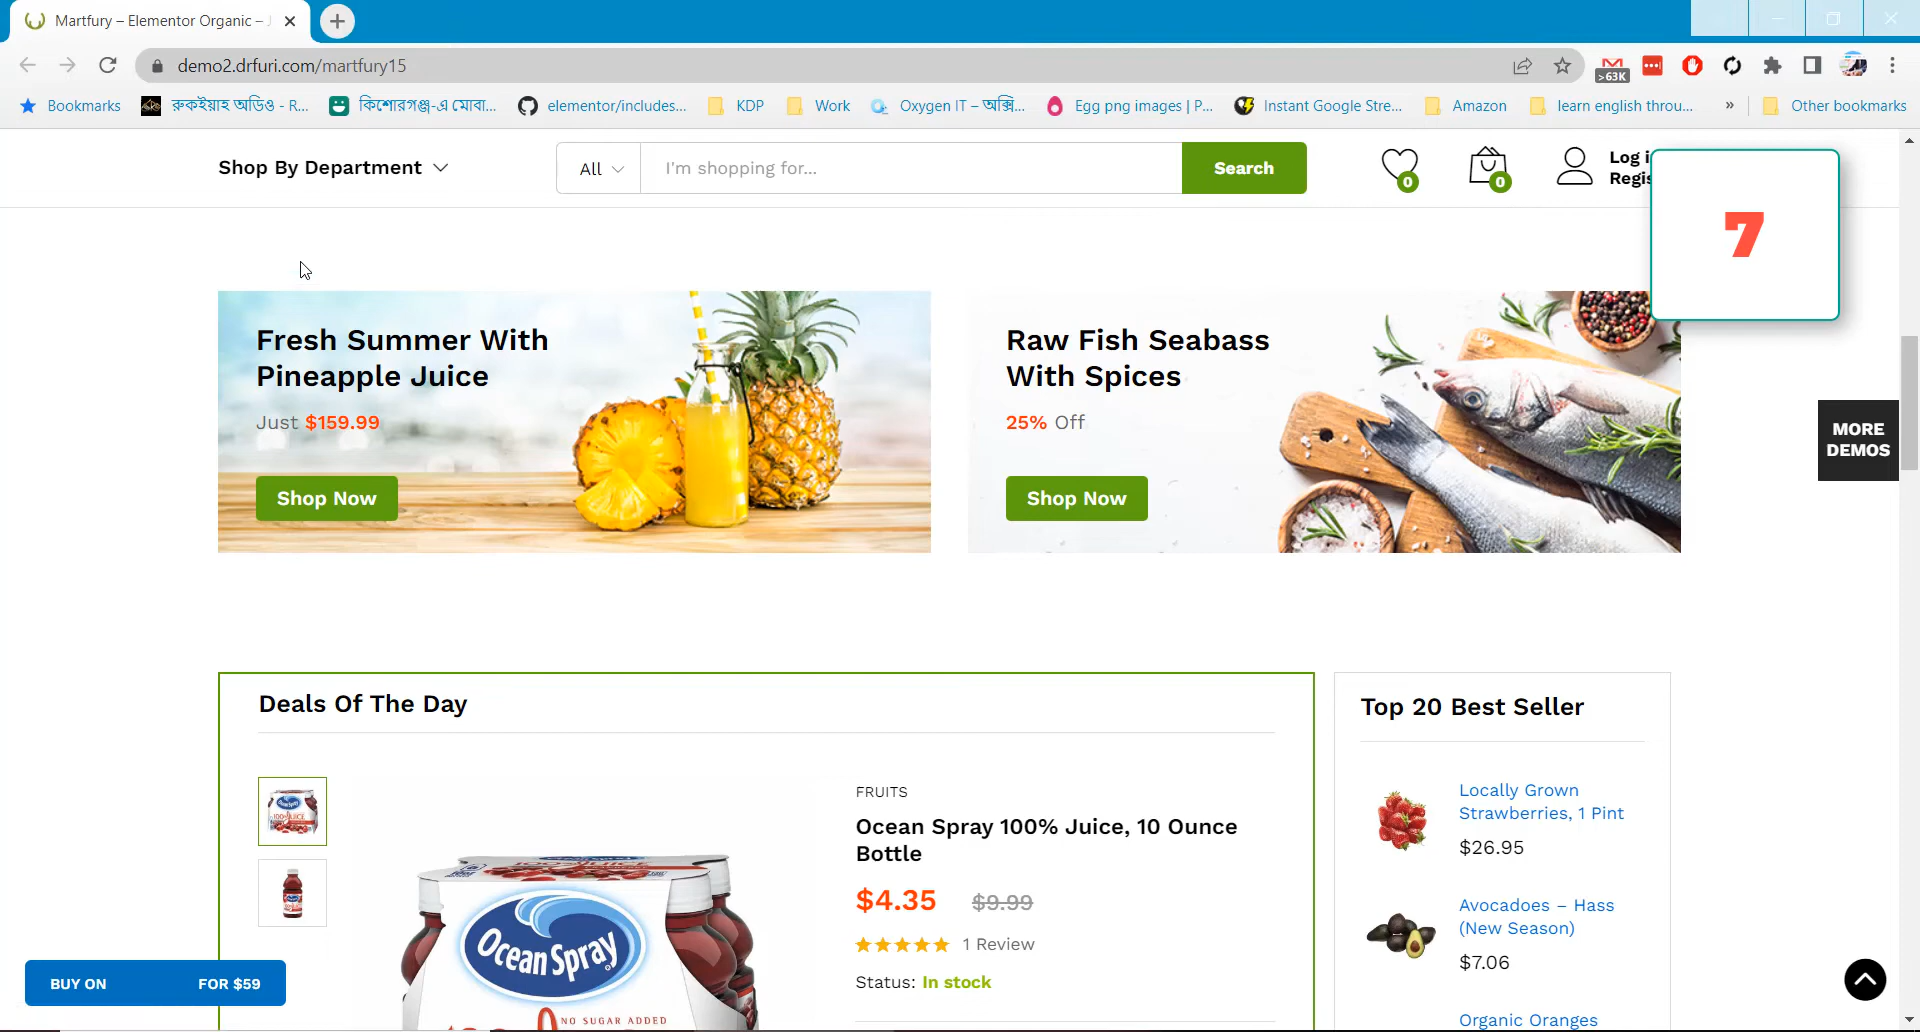 Martfury – Elementor Organic –
demo2.drfuri.com/martfury15
>63K
Bookmarks
রুকইয়াহ অডিও - R...
কিশোরগঞ্জ-এ মোবা...
elementor/includes...
KDP
Work
Oxygen IT – অক্সি...
Egg png images | P...
Instant Google Stre...
Amazon
learn english throu...
»
Other bookmarks
Shop By Department
All
I'm shopping for...
Search
0
0
Log i
Regis
7
Fresh Summer With
Pineapple Juice
Just $159.99
Shop Now
Raw Fish Seabass
With Spices
25% Off
Shop Now
MORE
DEMOS
Deals Of The Day
FRUITS
Ocean Spray 100% Juice, 10 Ounce
Bottle
$4.35 $9.99
1 Review
Status: In stock
Ocean Spray
NO SUGAR ADDED
Top 20 Best Seller
Locally Grown
Strawberries, 1 Pint
$26.95
Avocadoes – Hass
(New Season)
$7.06
Organic Oranges
BUY ON FOR $59